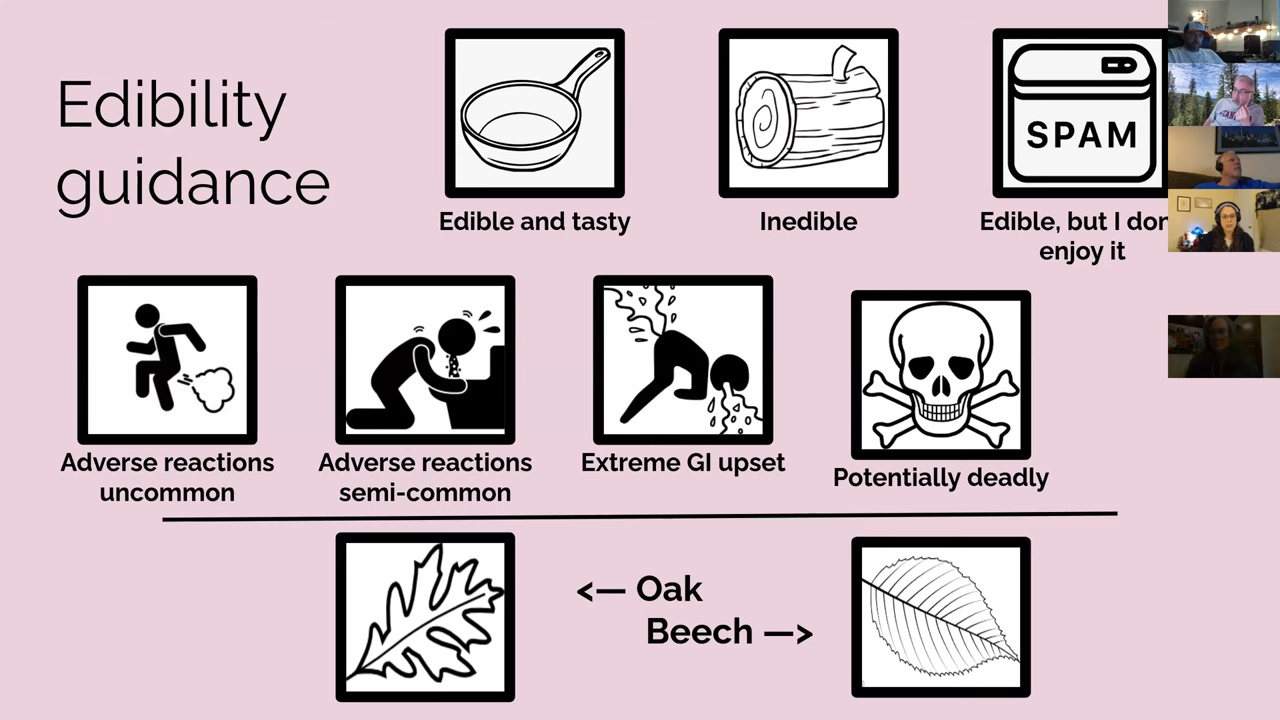 Edibility
guidance
SPAM
Edible and tasty
Inedible
Edible, but I don
enjoy it
Adverse reactions
uncommon
Adverse reactions
semi-common
Extreme GI upset
Potentially deadly
<— Oak
Beech —>